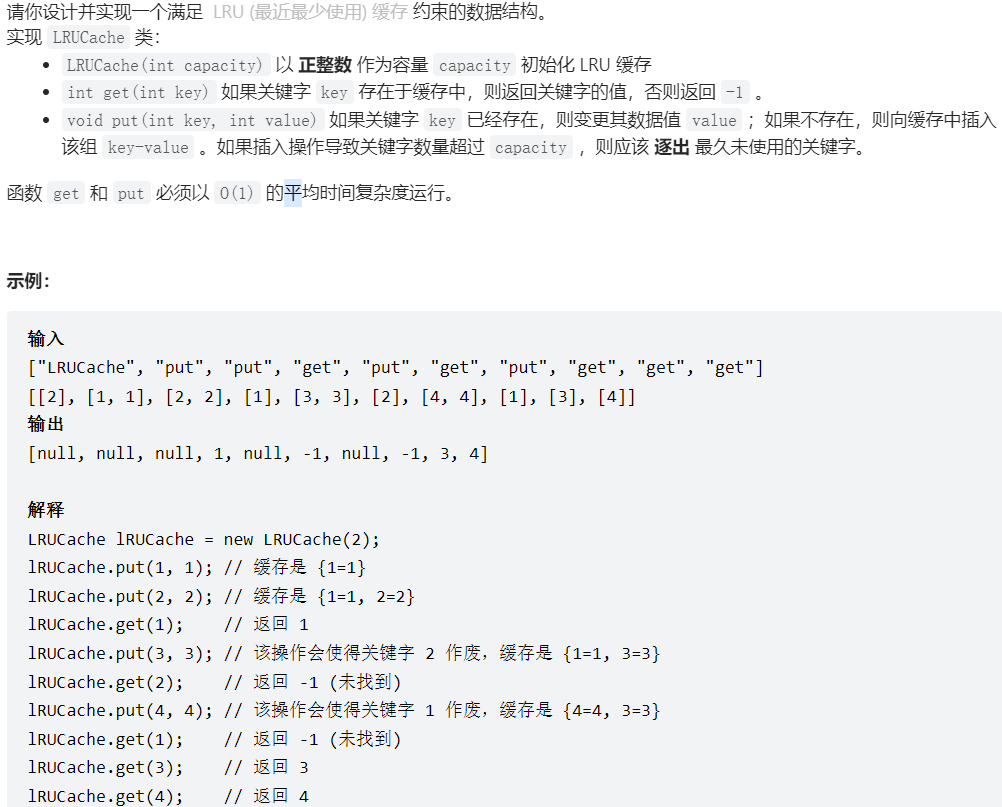 请你设计并实现一个满足 LRU (最近最少使用) 缓存 约束的数据结构。
实现 LRUCache 类：
• LRUCache(int capacity) 以 正整数 作为容量 capacity 初始化 LRU 缓存
• int get(int key) 如果关键字 key 存在于缓存中，则返回关键字的值，否则返回 -1 。
• void put(int key, int value) 如果关键字 key 已经存在，则变更其数据值 value ；如果不存在，则向缓存中插入
该组 key-value 。如果插入操作导致关键字数量超过 capacity ，则应该 逐出 最久未使用的关键字。
函数 get 和 put 必须以 O(1) 的平均时间复杂度运行。
示例：
输入
["LRUCache", "put", "put", "get", "put", "get", "put", "get", "get", "get"]
[[2], [1, 1], [2, 2], [1], [3, 3], [2], [4, 4], [1], [3], [4]]
输出
[null, null, null, 1, null, -1, null, -1, 3, 4]
解释
LRUCache lRUCache = new LRUCache(2);
lRUCache.put(1, 1); // 缓存是 {1=1}
lRUCache.put(2, 2); // 缓存是 {1=1, 2=2}
lRUCache.get(1);    // 返回 1
lRUCache.put(3, 3); // 该操作会使得关键字 2 作废，缓存是 {1=1, 3=3}
lRUCache.get(2);    // 返回 -1 (未找到)
lRUCache.put(4, 4); // 该操作会使得关键字 1 作废，缓存是 {4=4, 3=3}
lRUCache.get(1);    // 返回 -1 (未找到)
lRUCache.get(3);    // 返回 3
lRUCache.get(4);    // 返回 4